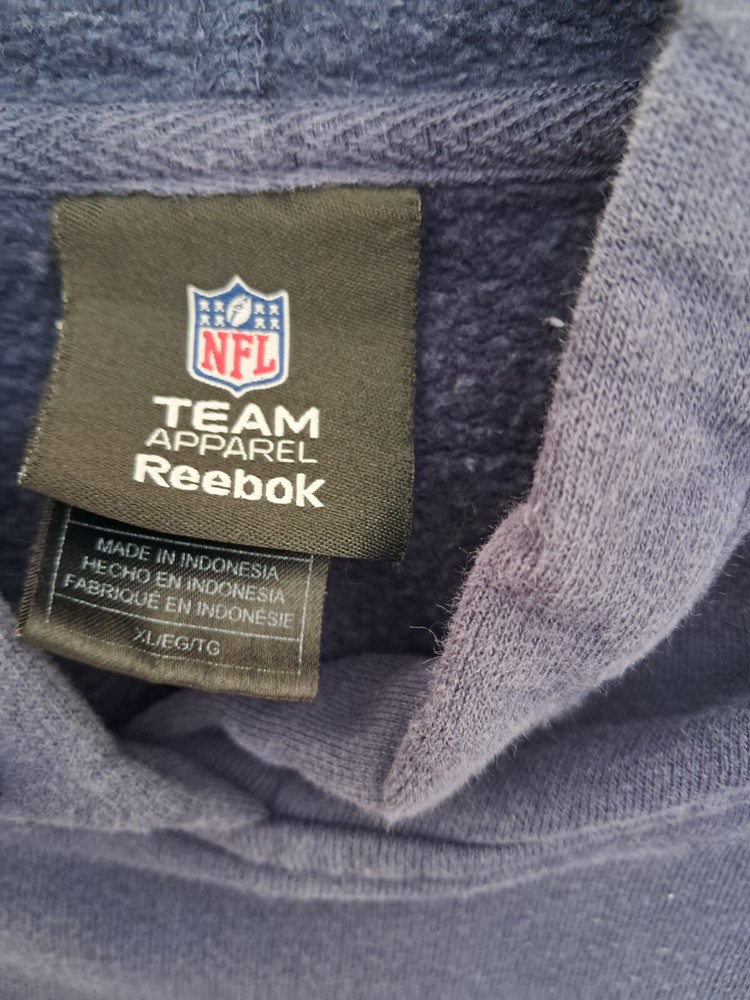 NFL
TEAM
APPAREL
Reebok
MADE IN INDONESIA
HECHO EN INDONESIA
FABRIQUÉ EN INDONÉSIE
XL/EG/TG